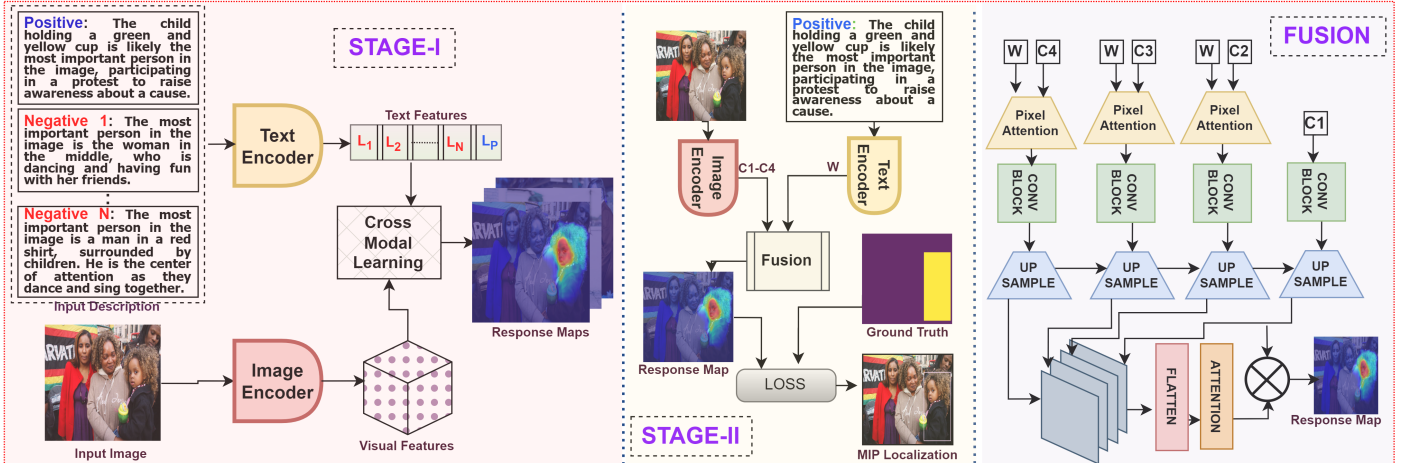 Positive: The child
holding a green and
yellow cup is likely the
most important person in
the image, participating
in a protest to raise
awareness about a cause.
Negative 1: The most
important person in the
image is the woman in
the middle, who is
dancing and having fun
with her friends.
Negative N: The most
important person in the
image is a man in a red
shirt, surrounded by
children. He is the center
of attention as they
dance and sing together.
Input Description
Input Image
STAGE-I
Text
Encoder
Text Features
L1 L2 ........ LN LP
Cross
Modal
Learning
Response Maps
Image
Encoder
Visual Features
Positive: The child
holding a green and
yellow cup is likely
the most important
person in the image,
participating in a
protest to raise
awareness about a
cause.
Image
Encoder
C1-C4
W
Text
Encoder
Fusion
Response Map
Ground Truth
LOSS
MIP Localization
STAGE-II
FUSION
W C4 W C3 W C2
Pixel
Attention
Pixel
Attention
Pixel
Attention
C1
CONV
BLOCK
CONV
BLOCK
CONV
BLOCK
CONV
BLOCK
UP
SAMPLE
UP
SAMPLE
UP
SAMPLE
UP
SAMPLE
FLATTEN
ATTENTION
Response Map